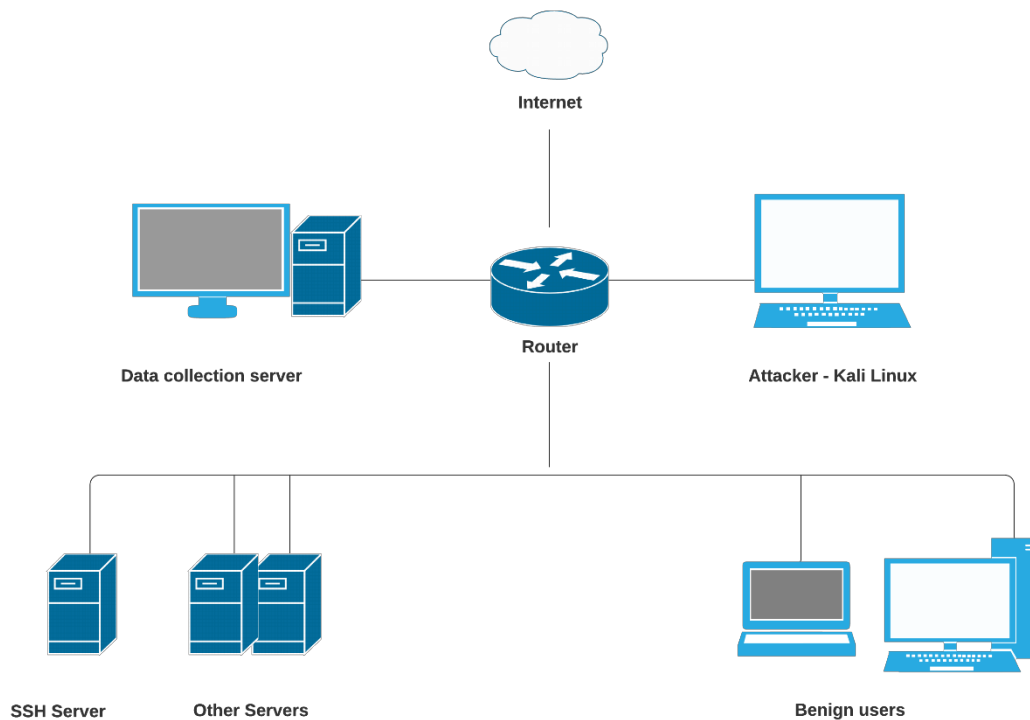 Internet
Router
Data collection server
Attacker - Kali Linux
SSH Server
Other Servers
Benign users